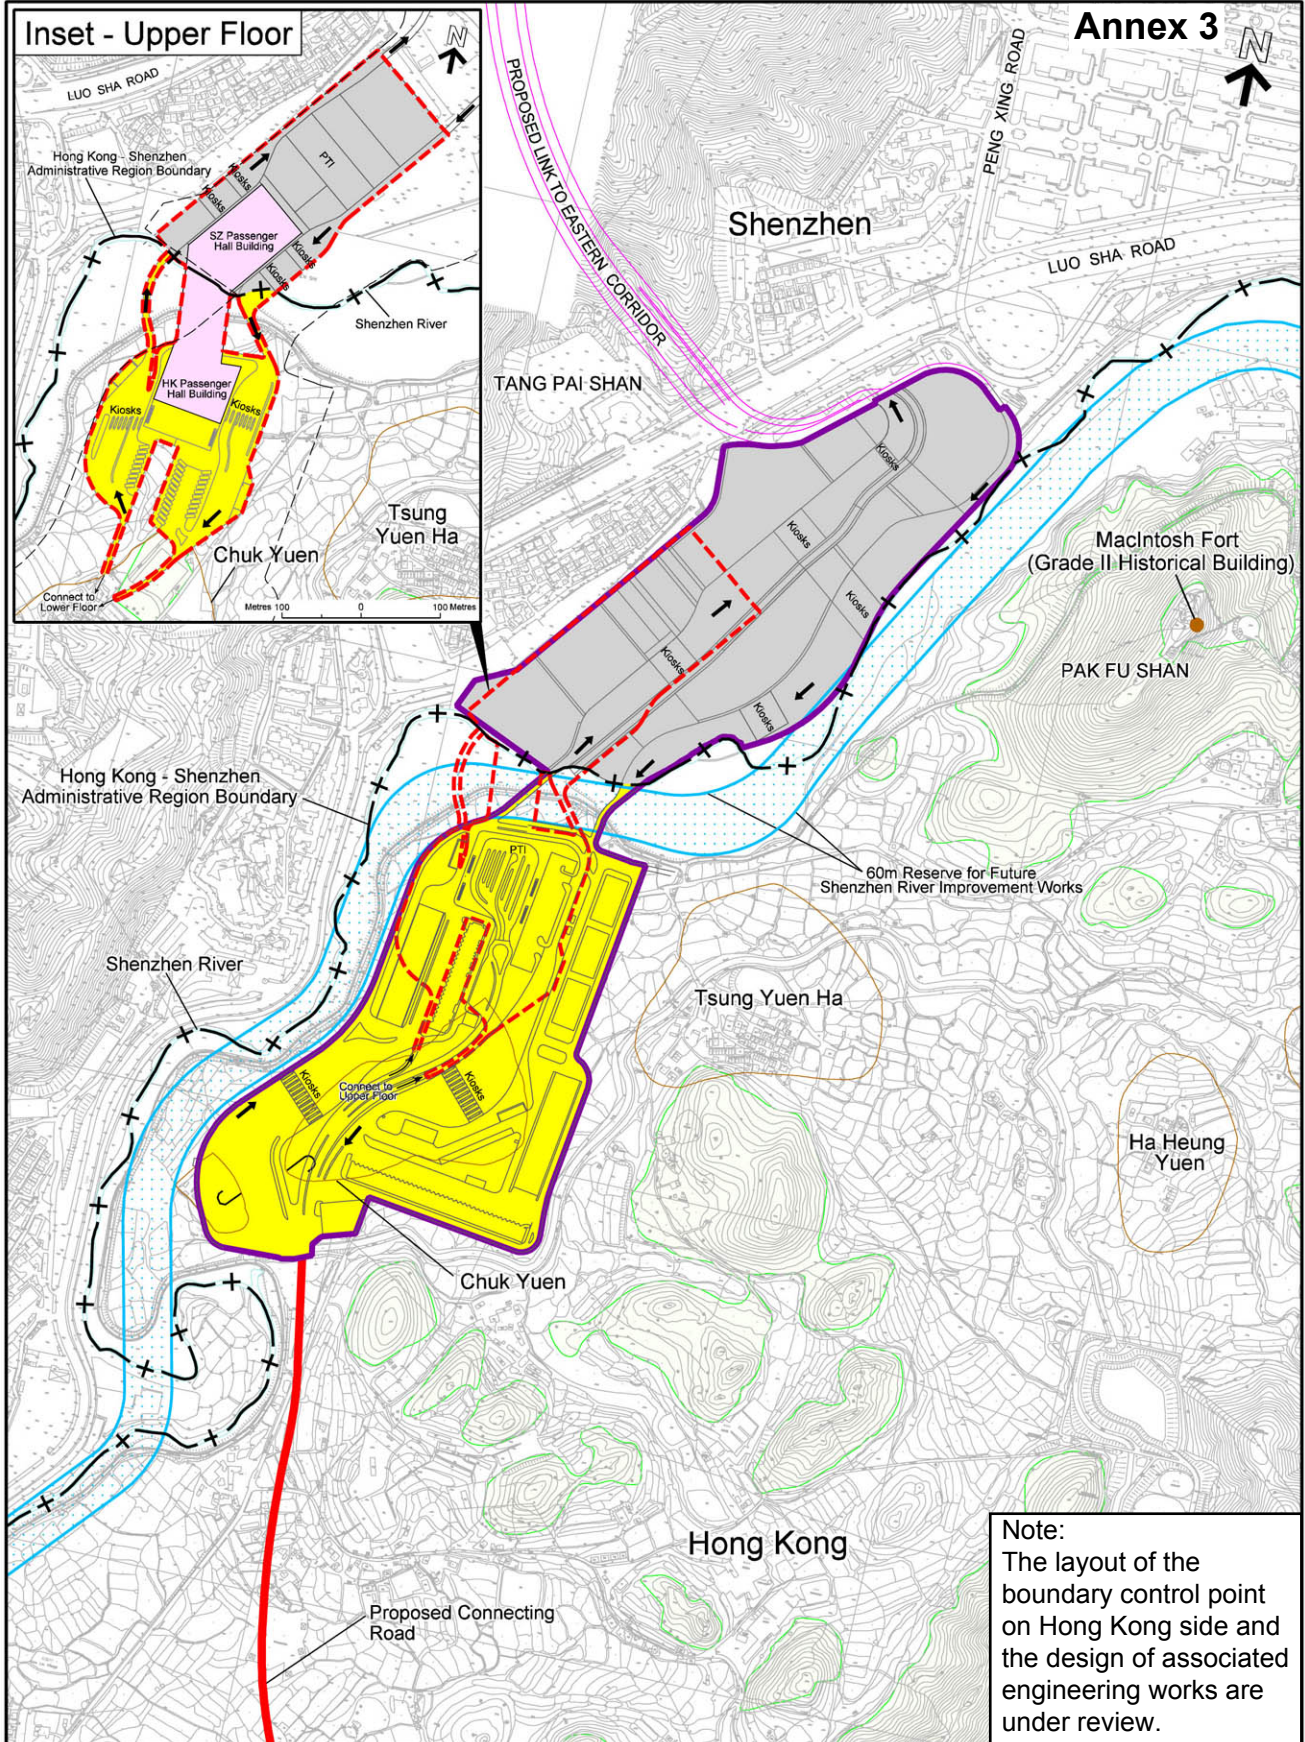 Annex 3
N
Inset - Upper Floor
N
LUO SHA ROAD
Hong Kong - Shenzhen
Administrative Region Boundary
Kiosks
Kiosks
PTI
SZ Passenger
Hall Building
Kiosks
Kiosks
Shenzhen River
HK Passenger
Hall Building
Kiosks
Kiosks
Tsung
Yuen Ha
Chuk Yuen
Connect to
Lower Floor
Metres 100
0
100 Metres
PROPOSED LINK TO EASTERN CORRIDOR
PENG XING ROAD
Shenzhen
LUO SHA ROAD
TANG PAI SHAN
Kiosks
Kiosks
Kiosks
Kiosks
Kiosks
MacIntosh Fort
(Grade II Historical Building)
PAK FU SHAN
Hong Kong - Shenzhen
Administrative Region Boundary
PTI
60m Reserve for Future
Shenzhen River Improvement Works
Shenzhen River
Tsung Yuen Ha
Kiosks
Connect to
Upper Floor
Kiosks
Ha Heung
Yuen
Chuk Yuen
Hong Kong
Proposed Connecting
Road
Note:
The layout of the
boundary control point
on Hong Kong side and
the design of associated
engineering works are
under review.